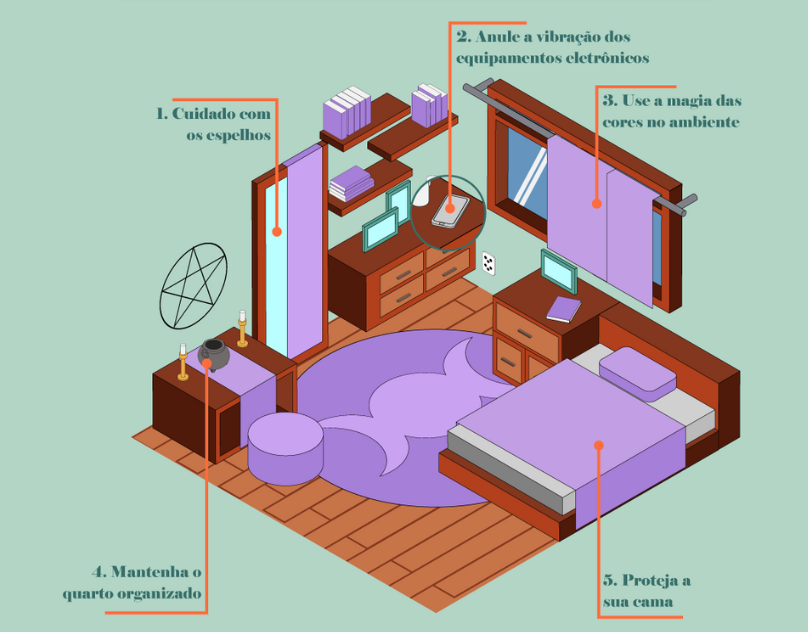 1. Cuidado com
os espelhos
2. Anule a vibração dos
equipamentos eletrônicos
3. Use a magia das
cores no ambiente
4. Mantenha o
quarto organizado
5. Proteja a
sua cama